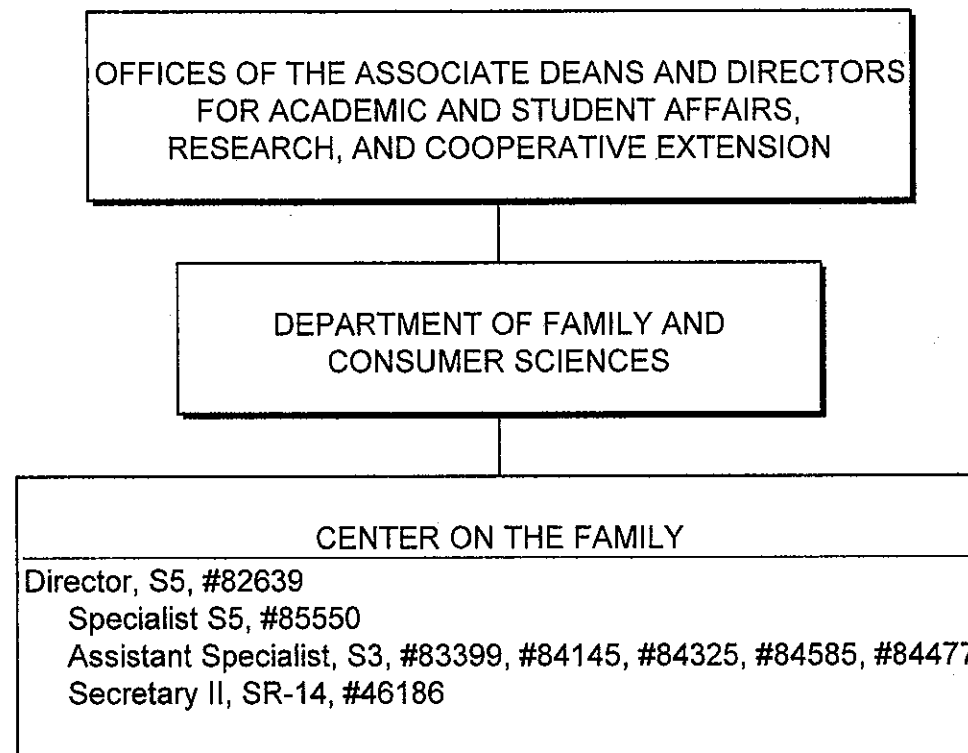 OFFICES OF THE ASSOCIATE DEANS AND DIRECTORS
FOR ACADEMIC AND STUDENT AFFAIRS,
RESEARCH, AND COOPERATIVE EXTENSION
DEPARTMENT OF FAMILY AND
CONSUMER SCIENCES
CENTER ON THE FAMILY
Director, S5, #82639
Specialist S5, #85550
Assistant Specialist, S3, #83399, #84145, #84325, #84585, #84477
Secretary II, SR-14, #46186